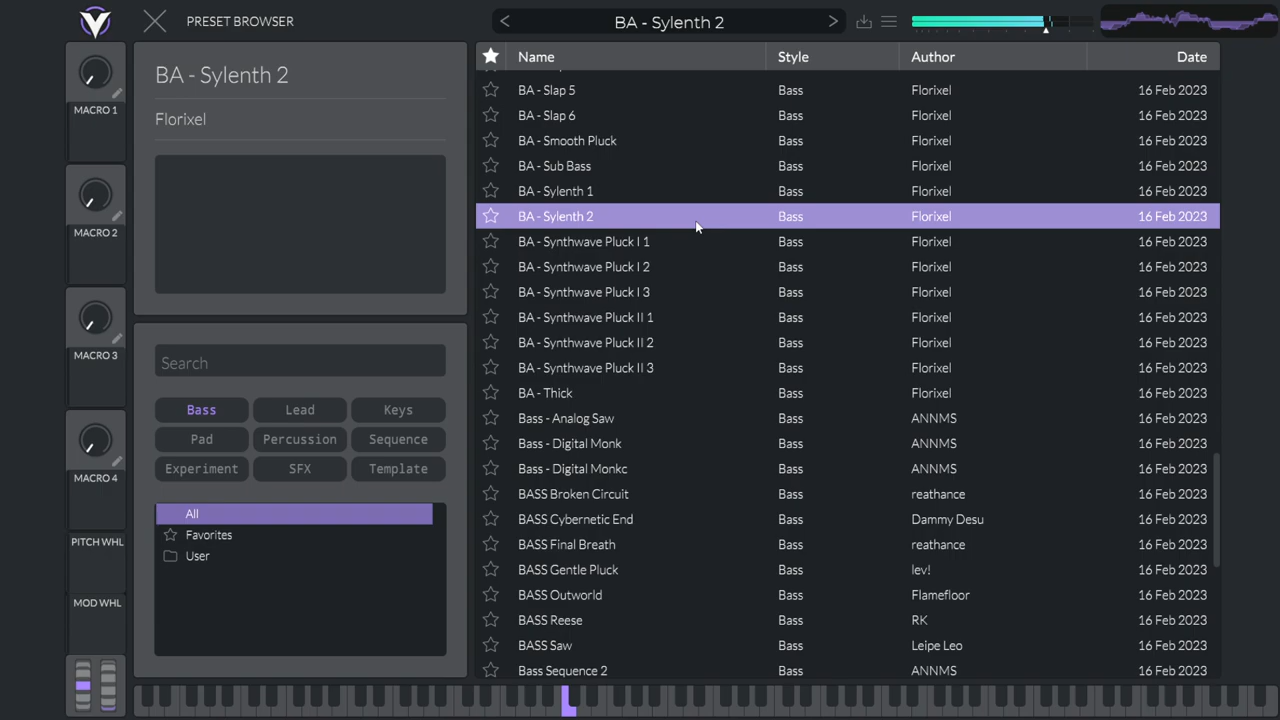 PRESET BROWSER
BA - Sylenth 2
MACRO 1
MACRO 2
MACRO 3
MACRO 4
PITCH WHL
MOD WHL
BA - Sylenth 2
Florixel
Search
Bass Lead Keys
Pad Percussion Sequence
Experiment SFX Template
All
Favorites
User
Name Style Author Date
BA - Slap 5 Bass Florixel 16 Feb 2023
BA - Slap 6 Bass Florixel 16 Feb 2023
BA - Smooth Pluck Bass Florixel 16 Feb 2023
BA - Sub Bass Bass Florixel 16 Feb 2023
BA - Sylenth 1 Bass Florixel 16 Feb 2023
BA - Sylenth 2 Bass Florixel 16 Feb 2023
BA - Synthwave Pluck I 1 Bass Florixel 16 Feb 2023
BA - Synthwave Pluck I 2 Bass Florixel 16 Feb 2023
BA - Synthwave Pluck I 3 Bass Florixel 16 Feb 2023
BA - Synthwave Pluck II 1 Bass Florixel 16 Feb 2023
BA - Synthwave Pluck II 2 Bass Florixel 16 Feb 2023
BA - Synthwave Pluck II 3 Bass Florixel 16 Feb 2023
BA - Thick Bass Florixel 16 Feb 2023
Bass - Analog Saw Bass ANNMS 16 Feb 2023
Bass - Digital Monk Bass ANNMS 16 Feb 2023
Bass - Digital Monkc Bass ANNMS 16 Feb 2023
BASS Broken Circuit Bass reathance 16 Feb 2023
BASS Cybernetic End Bass Dammy Desu 16 Feb 2023
BASS Final Breath Bass reathance 16 Feb 2023
BASS Gentle Pluck Bass lev! 16 Feb 2023
BASS Outworld Bass Flamefloor 16 Feb 2023
BASS Reese Bass RK 16 Feb 2023
BASS Saw Bass Leipe Leo 16 Feb 2023
Bass Sequence 2 Bass ANNMS 16 Feb 2023